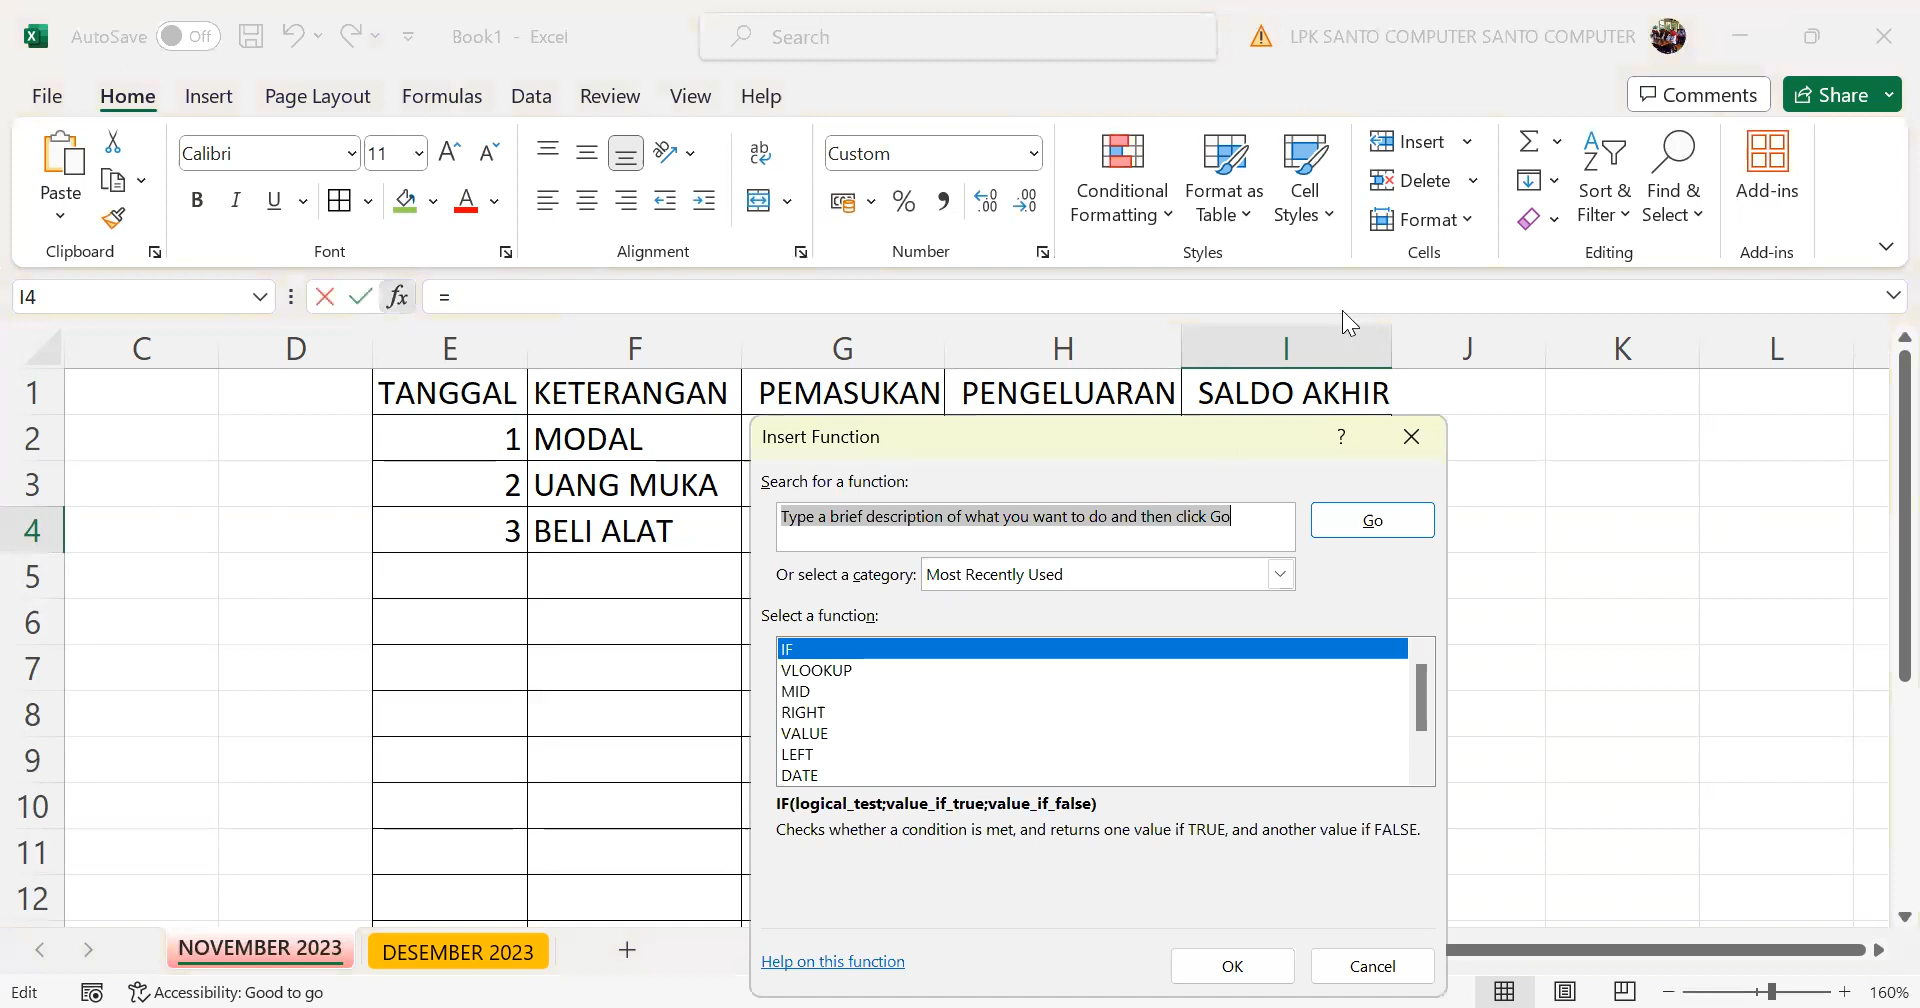 AutoSave Off Book1 - Excel Search LPK SANTO COMPUTER SANTO COMPUTER
File Home Insert Page Layout Formulas Data Review View Help Comments Share
Paste
Calibri 11
Custom
Conditional Formatting
Format as Table
Cell Styles
Insert
Delete
Format
Sort & Filter
Find & Select
Add-ins
Clipboard Font Alignment Number Styles Cells Editing Add-ins
I4 fx =
C D E F G H I J K L
1 TANGGAL KETERANGAN PEMASUKAN PENGELUARAN SALDO AKHIR
2 1 MODAL
3 2 UANG MUKA
4 3 BELI ALAT
5
6
7
8
9
10
11
12
Insert Function ?
Search for a function:
Type a brief description of what you want to do and then click Go
Go
Or select a category: Most Recently Used
Select a function:
IF
VLOOKUP
MID
RIGHT
VALUE
LEFT
DATE
IF(logical_test;value_if_true;value_if_false)
Checks whether a condition is met, and returns one value if TRUE, and another value if FALSE.
Help on this function OK Cancel
NOVEMBER 2023 DESEMBER 2023 +
Edit Accessibility: Good to go 160%